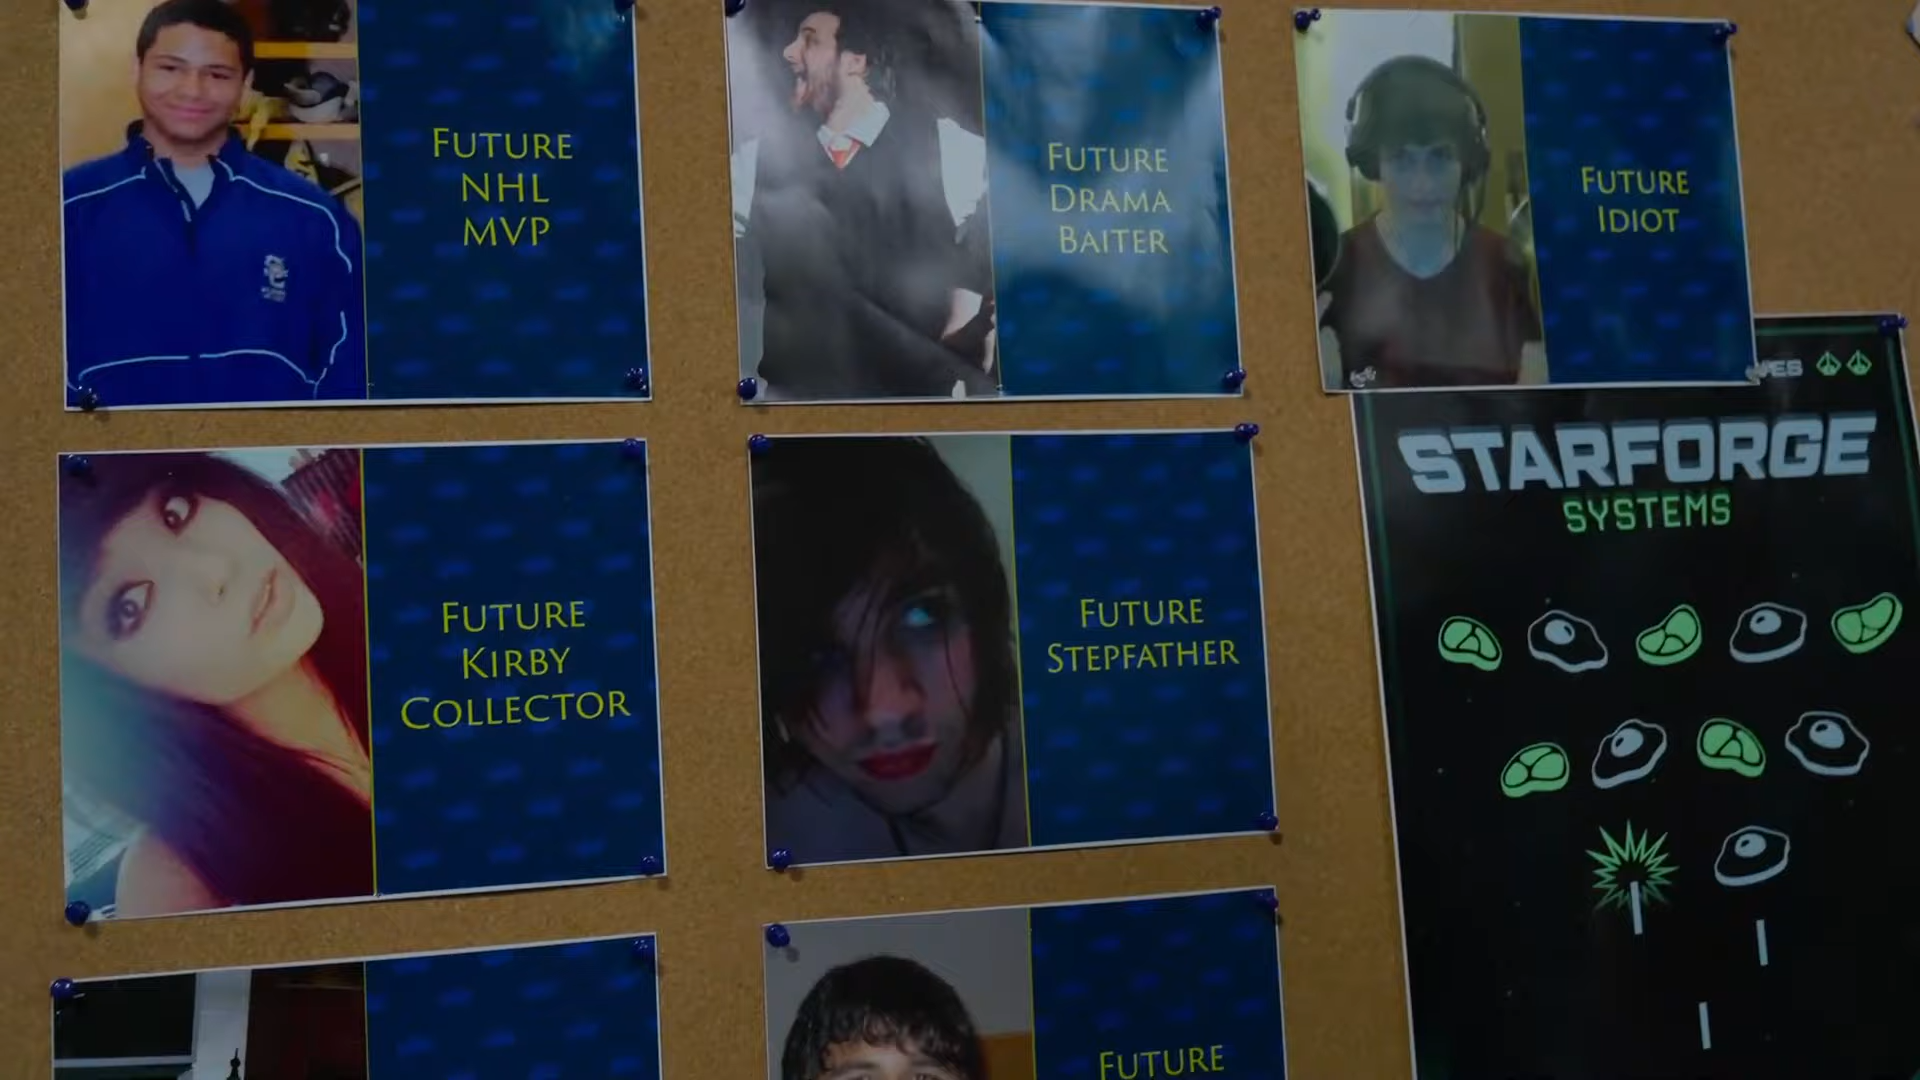 FUTURE
NHL
MVP
FUTURE
DRAMA
BAITER
FUTURE
IDIOT
FUTURE
KIRBY
COLLECTOR
FUTURE
STEPFATHER
STARFORGE
SYSTEMS
FUTURE